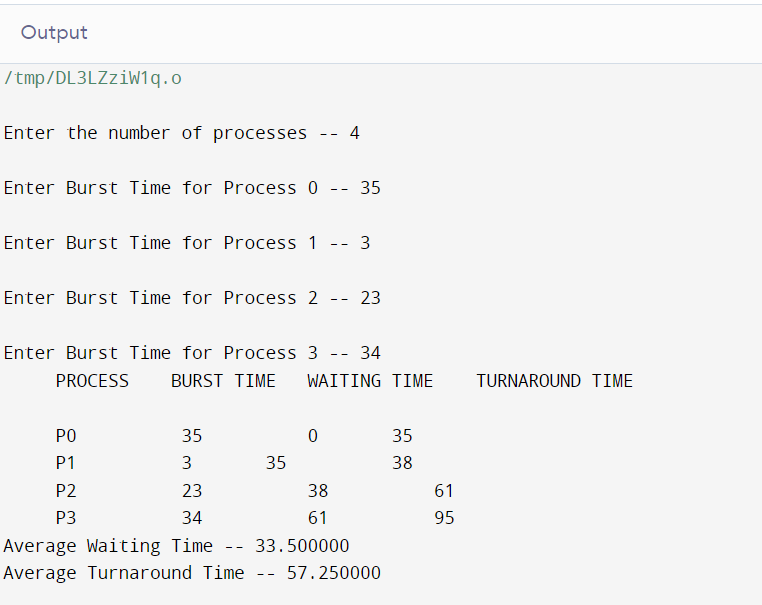 Output
/tmp/DL3LZziW1q.o
Enter the number of processes -- 4
Enter Burst Time for Process 0 -- 35
Enter Burst Time for Process 1 -- 3
Enter Burst Time for Process 2 -- 23
Enter Burst Time for Process 3 -- 34
PROCESS BURST TIME WAITING TIME TURNAROUND TIME
P0 35 0 35
P1 3 35 38
P2 23 38 61
P3 34 61 95
Average Waiting Time -- 33.500000
Average Turnaround Time -- 57.250000